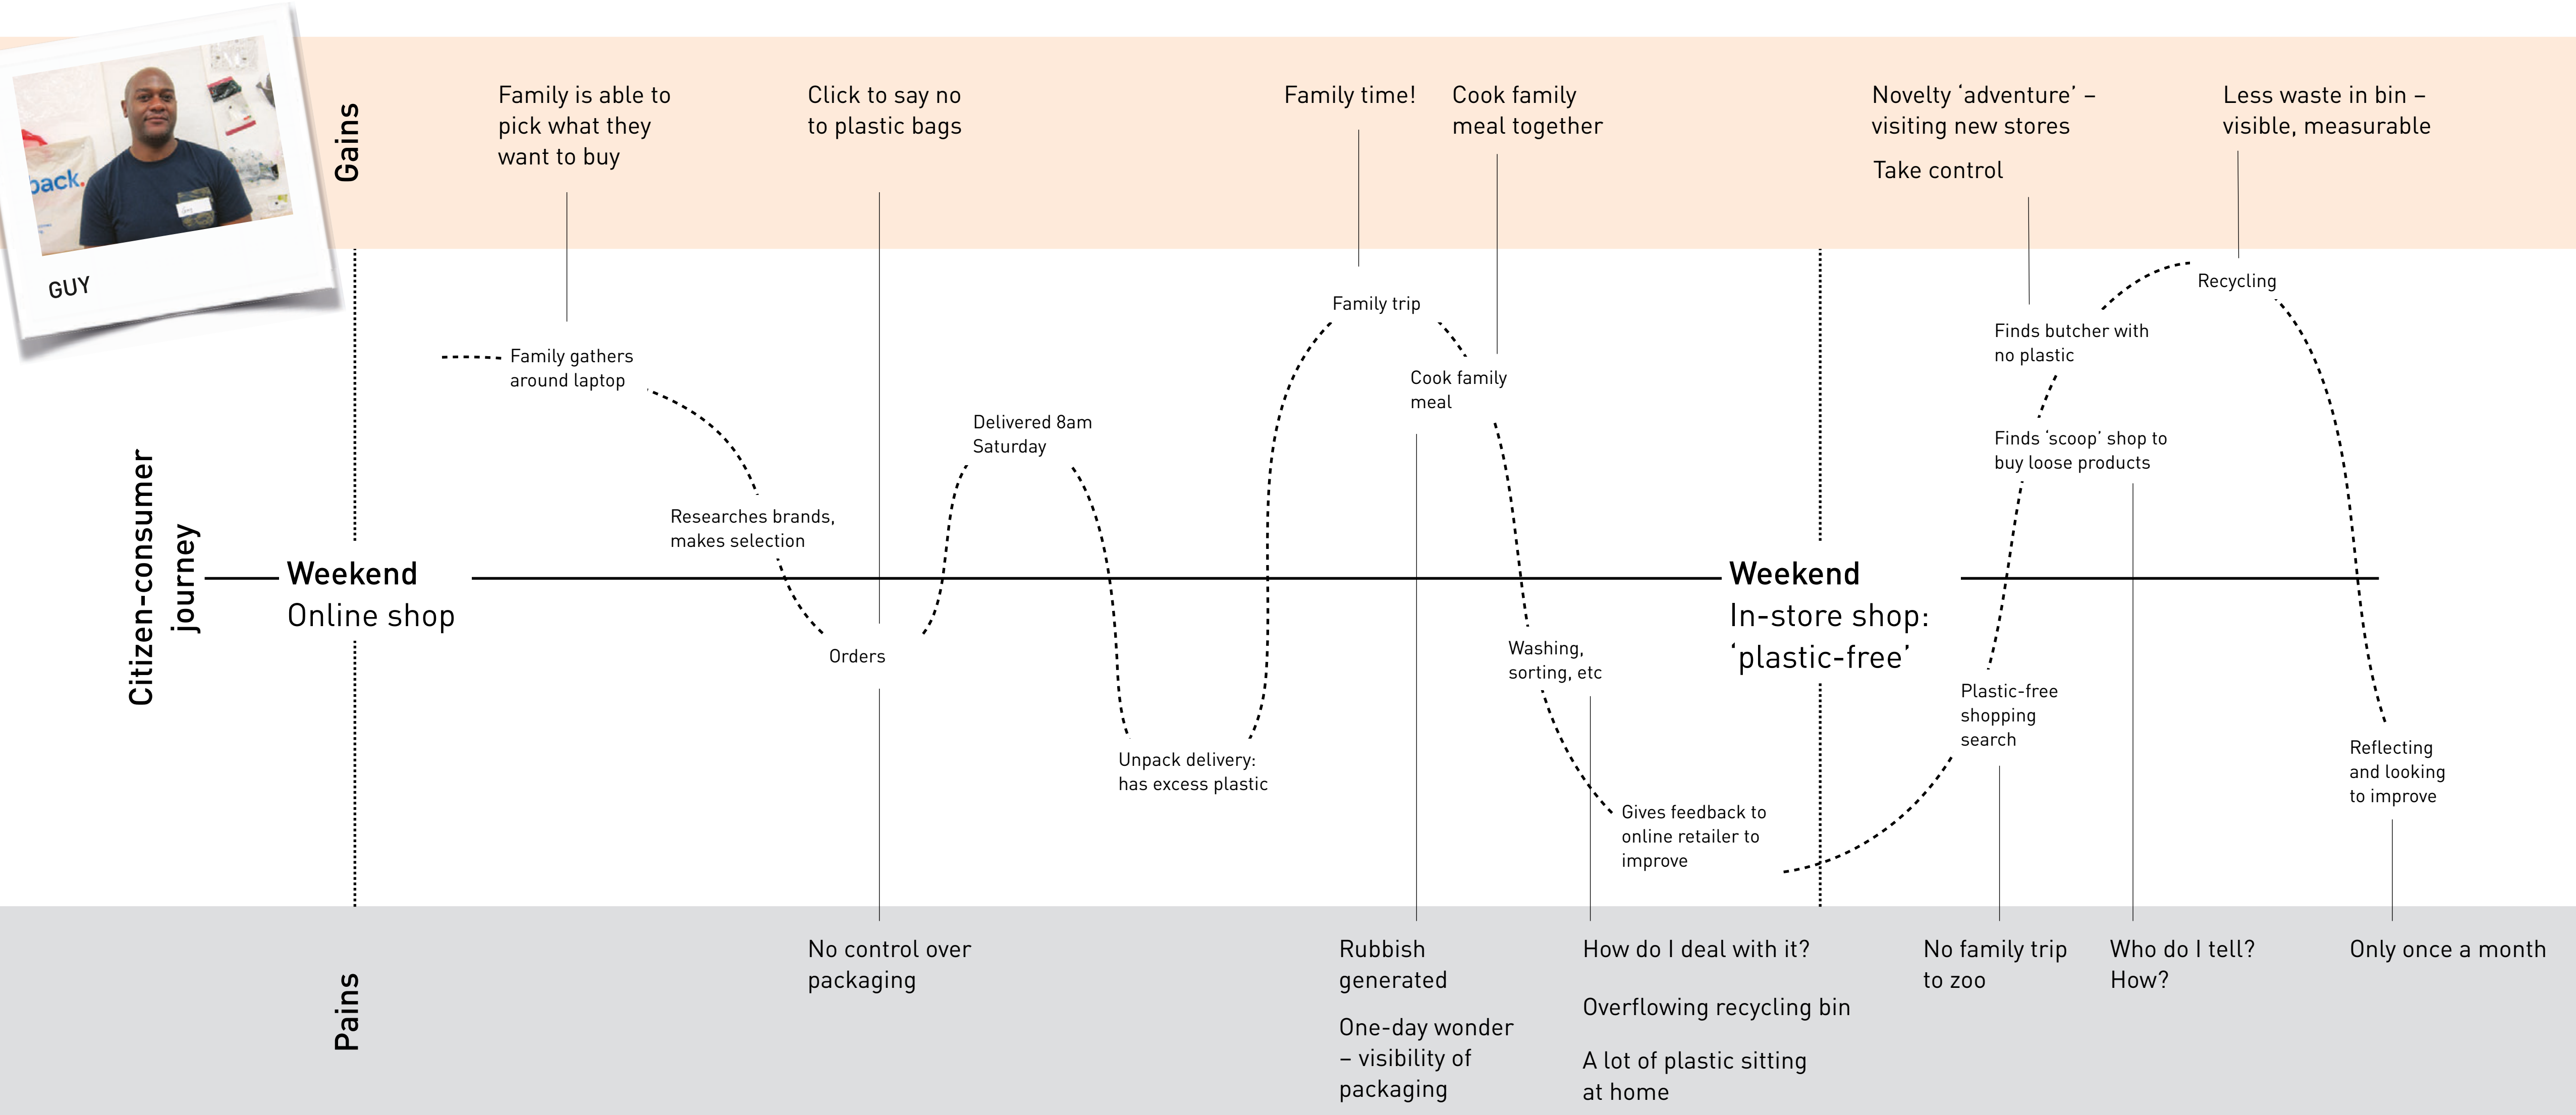 back.
GUY
Gains
Family is able to
pick what they
want to buy
Click to say no
to plastic bags
Family time!
Cook family
meal together
Novelty ‘adventure’ –
visiting new stores
Take control
Less waste in bin –
visible, measurable
Citizen-consumer
journey
Weekend
Online shop
Family gathers
around laptop
Researches brands,
makes selection
Orders
Delivered 8am
Saturday
Unpack delivery:
has excess plastic
Family trip
Cook family
meal
Washing,
sorting, etc
Gives feedback to
online retailer to
improve
Weekend
In-store shop:
‘plastic-free’
Plastic-free
shopping
search
Finds ‘scoop’ shop to
buy loose products
Finds butcher with
no plastic
Recycling
Reflecting
and looking
to improve
Pains
No control over
packaging
Rubbish
generated
One-day wonder
– visibility of
packaging
How do I deal with it?
Overflowing recycling bin
A lot of plastic sitting
at home
No family trip
to zoo
Who do I tell?
How?
Only once a month